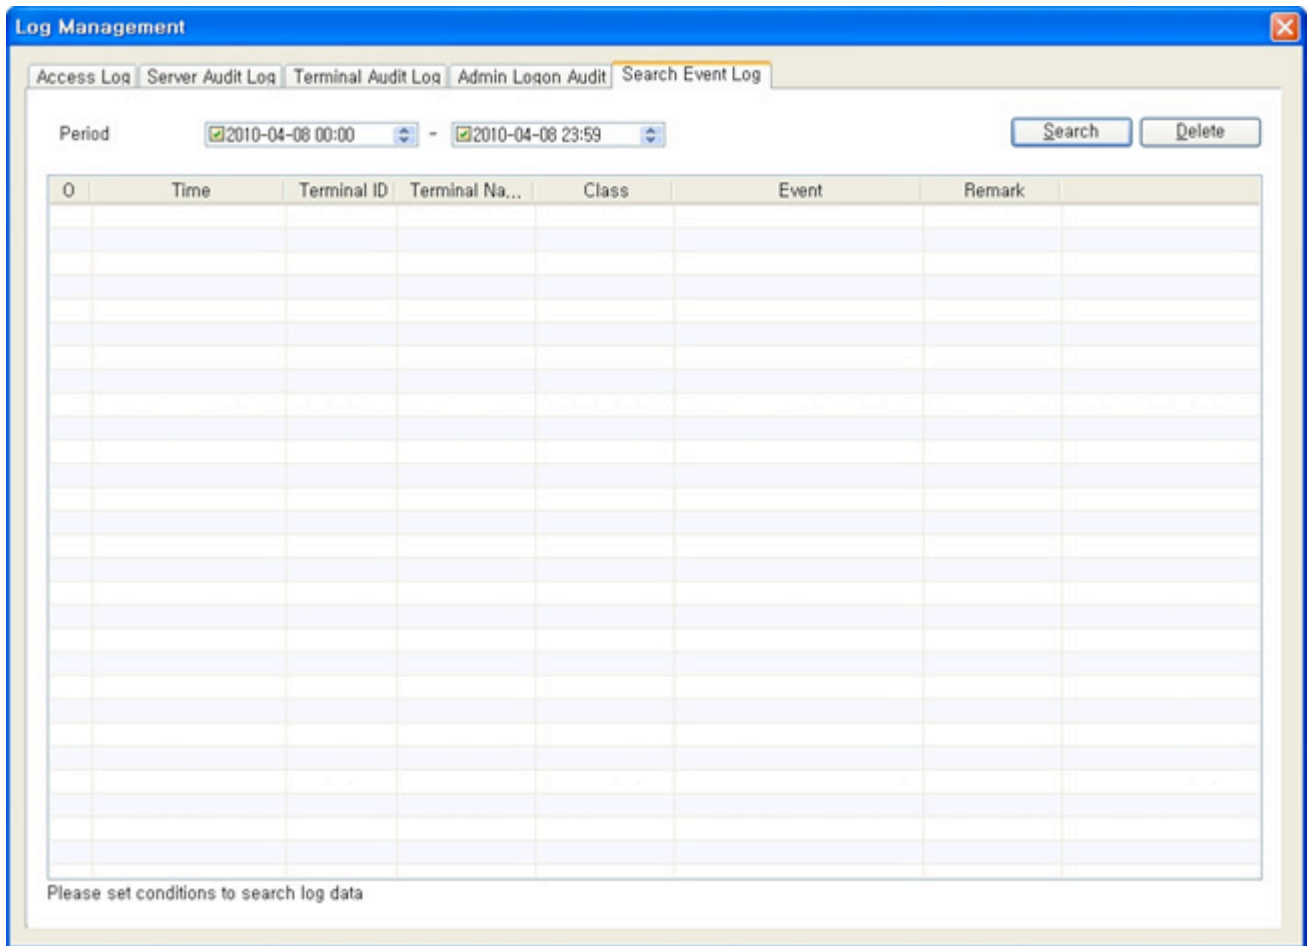 Log Management
Access Log Server Audit Log Terminal Audit Log Admin Logon Audit Search Event Log
Period 2010-04-08 00:00 - 2010-04-08 23:59 Search Delete
O Time Terminal ID Terminal Na... Class Event Remark
Please set conditions to search log data